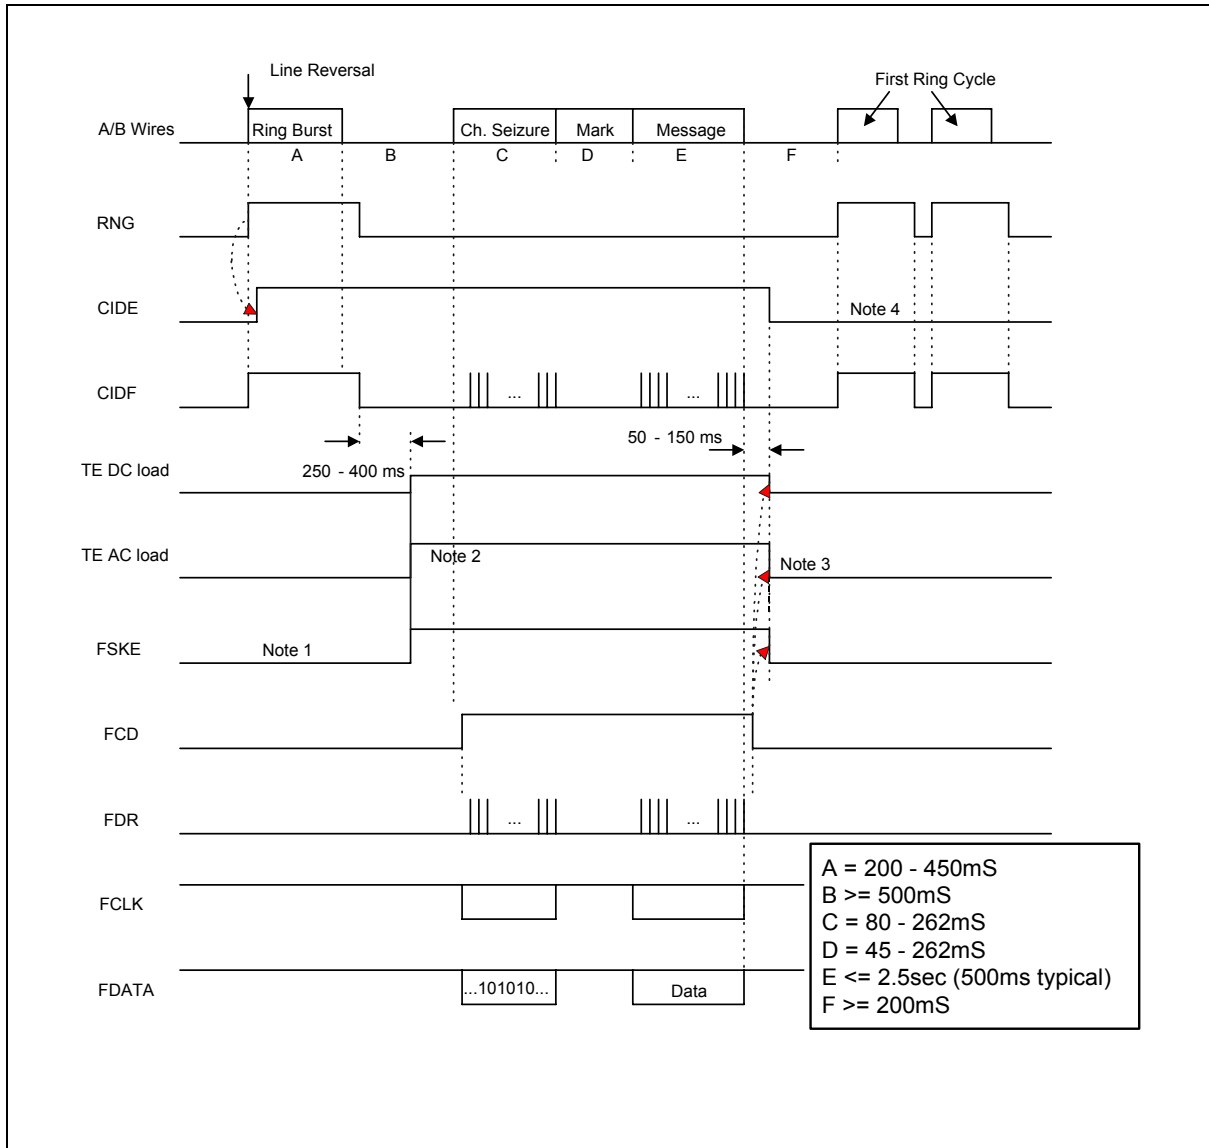 Line Reversal
First Ring Cycle
A/B Wires
Ring Burst
Ch. Seizure
Mark
Message
A
B
C
D
E
F
RNG
CIDE
Note 4
CIDF
...
...
50 - 150 ms
TE DC load
250 - 400 ms
TE AC load
Note 2
Note 3
FSKE
Note 1
FCD
FDR
...
...
FCLK
FDATA
...101010...
Data
A = 200 - 450mS
B >= 500mS
C = 80 - 262mS
D = 45 - 262mS
E <= 2.5sec (500ms typical)
F >= 200mS